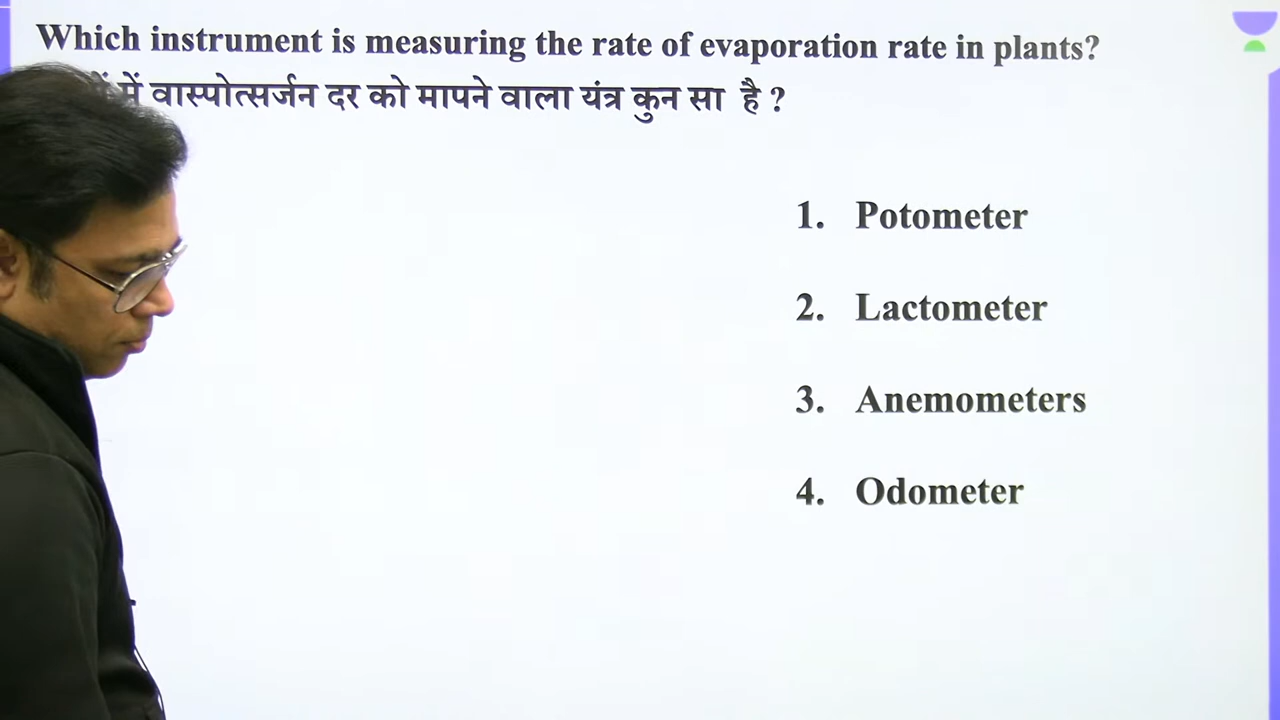 Which instrument is measuring the rate of evaporation rate in plants?
में वास्पोत्सर्जन दर को मापने वाला यंत्र कुन सा है ?
1. Potometer
2. Lactometer
3. Anemometers
4. Odometer